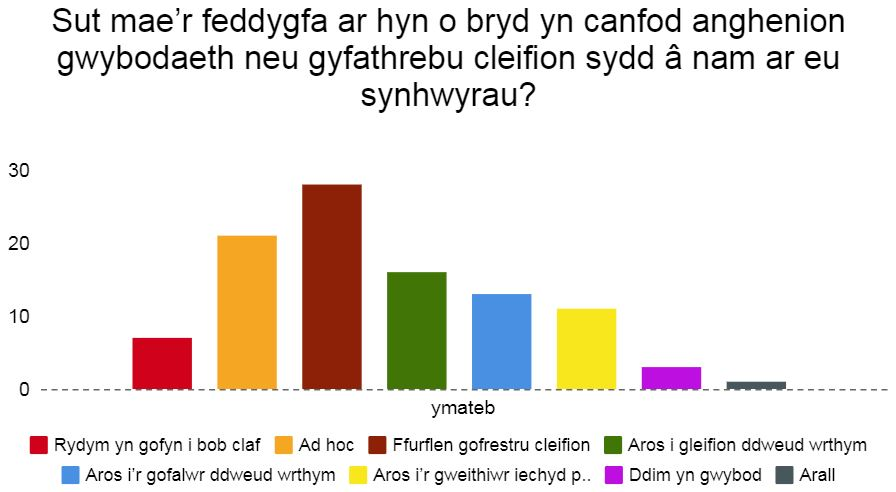 Sut mae’r feddygfa ar hyn o bryd yn canfod anghenion
gwybodaeth neu gyfathrebu cleifion sydd â nam ar eu
synhwyrau?
30
20
10
0
ymateb
Rydym yn gofyn i bob claf Ad hoc Ffurflen gofrestru cleifion Aros i gleifion ddweud wrthym
Aros i’r gofalwr ddweud wrthym Aros i’r gweithiwr iechyd p.. Ddim yn gwybod Arall